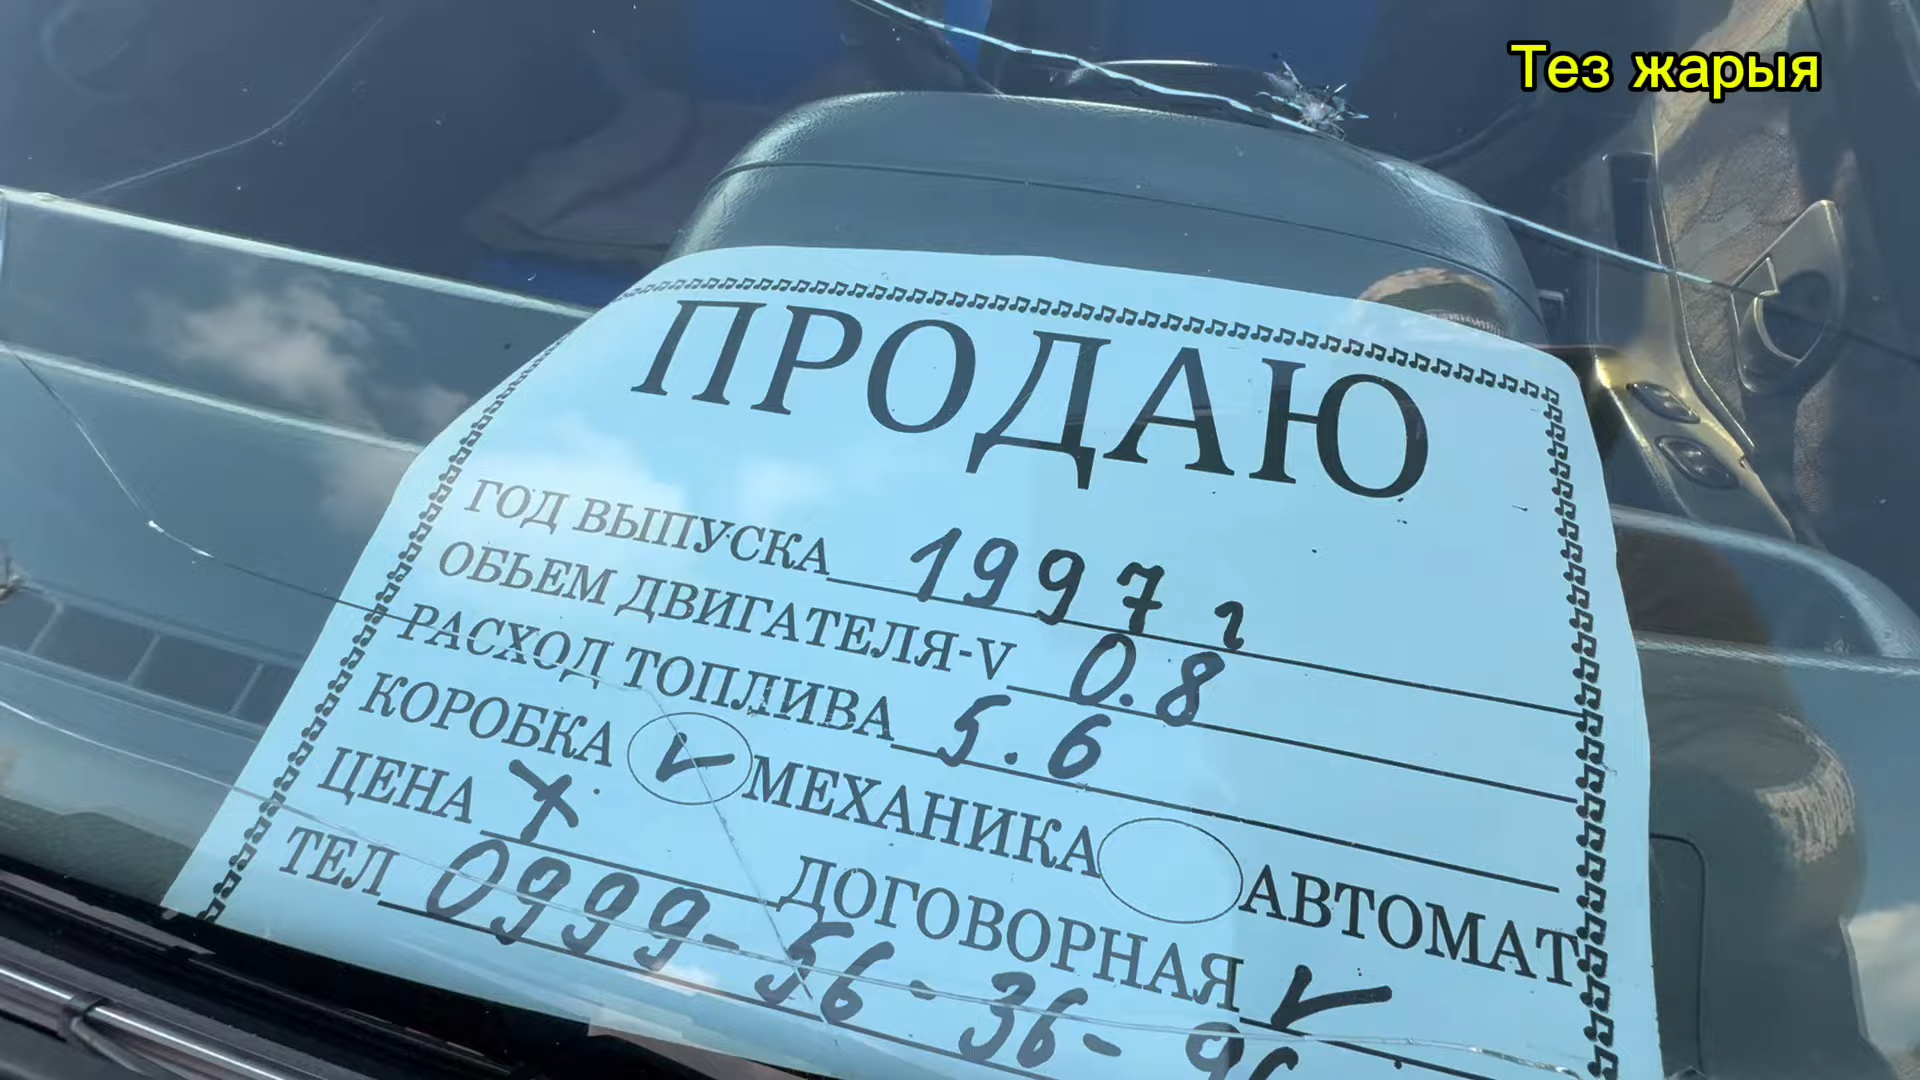 Тез жарыя
ПРОДАЮ
ГОД ВЫПУСКА 1997 г
ОБЬЕМ ДВИГАТЕЛЯ-V 0.8
РАСХОД ТОПЛИВА 5.6
КОРОБКА ✓ МЕХАНИКА АВТОМАТ
ЦЕНА X ДОГОВОРНАЯ ✓
ТЕЛ 0999-56-36-96